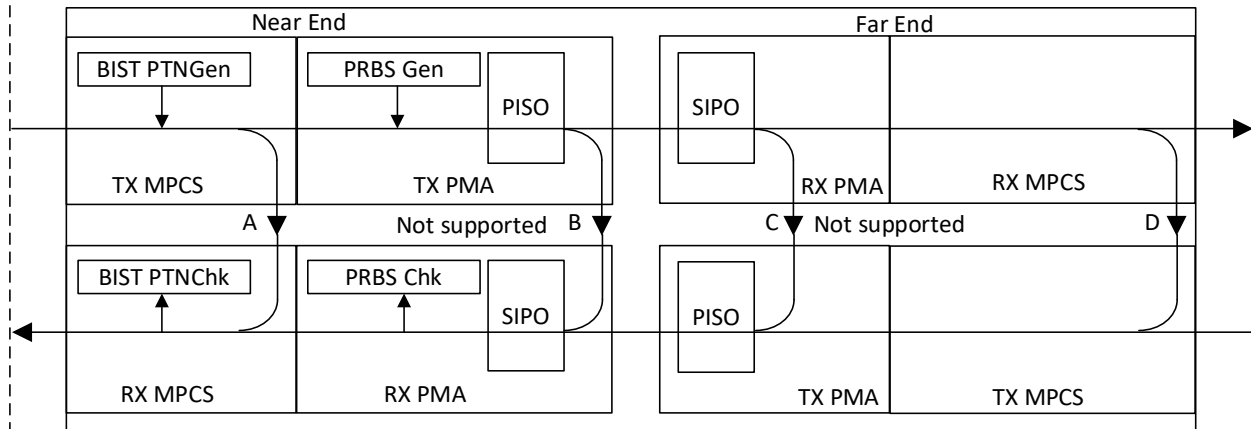 Near End
Far End
BIST PTNGen
PRBS Gen
PISO
SIPO
TX MPCS
TX PMA
RX PMA
RX MPCS
A
Not supported
B
C
Not supported
D
BIST PTNChk
PRBS Chk
SIPO
PISO
RX MPCS
RX PMA
TX PMA
TX MPCS